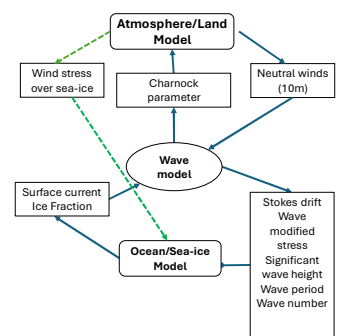 Atmosphere/Land
Model
Wind stress
over sea-ice
Charnock
parameter
Neutral winds
(10m)
Wave
model
Surface current
Ice Fraction
Ocean/Sea-ice
Model
Stokes drift
Wave
modified
stress
Significant
wave height
Wave period
Wave number